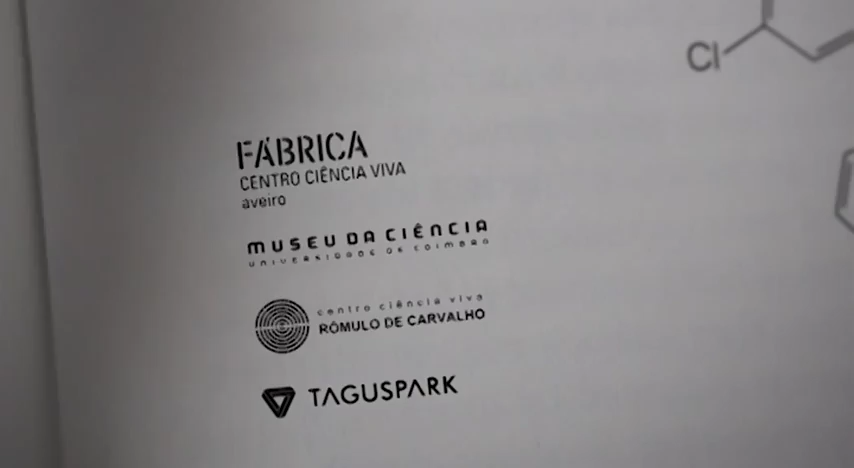 Cl
FÁBRICA
CENTRO CIÊNCIA VIVA
aveiro
MUSEU DA CIÊNCIA
UNIVERSIDADE DE COIMBRA
centro ciência viva
RÓMULO DE CARVALHO
TAGUSPARK